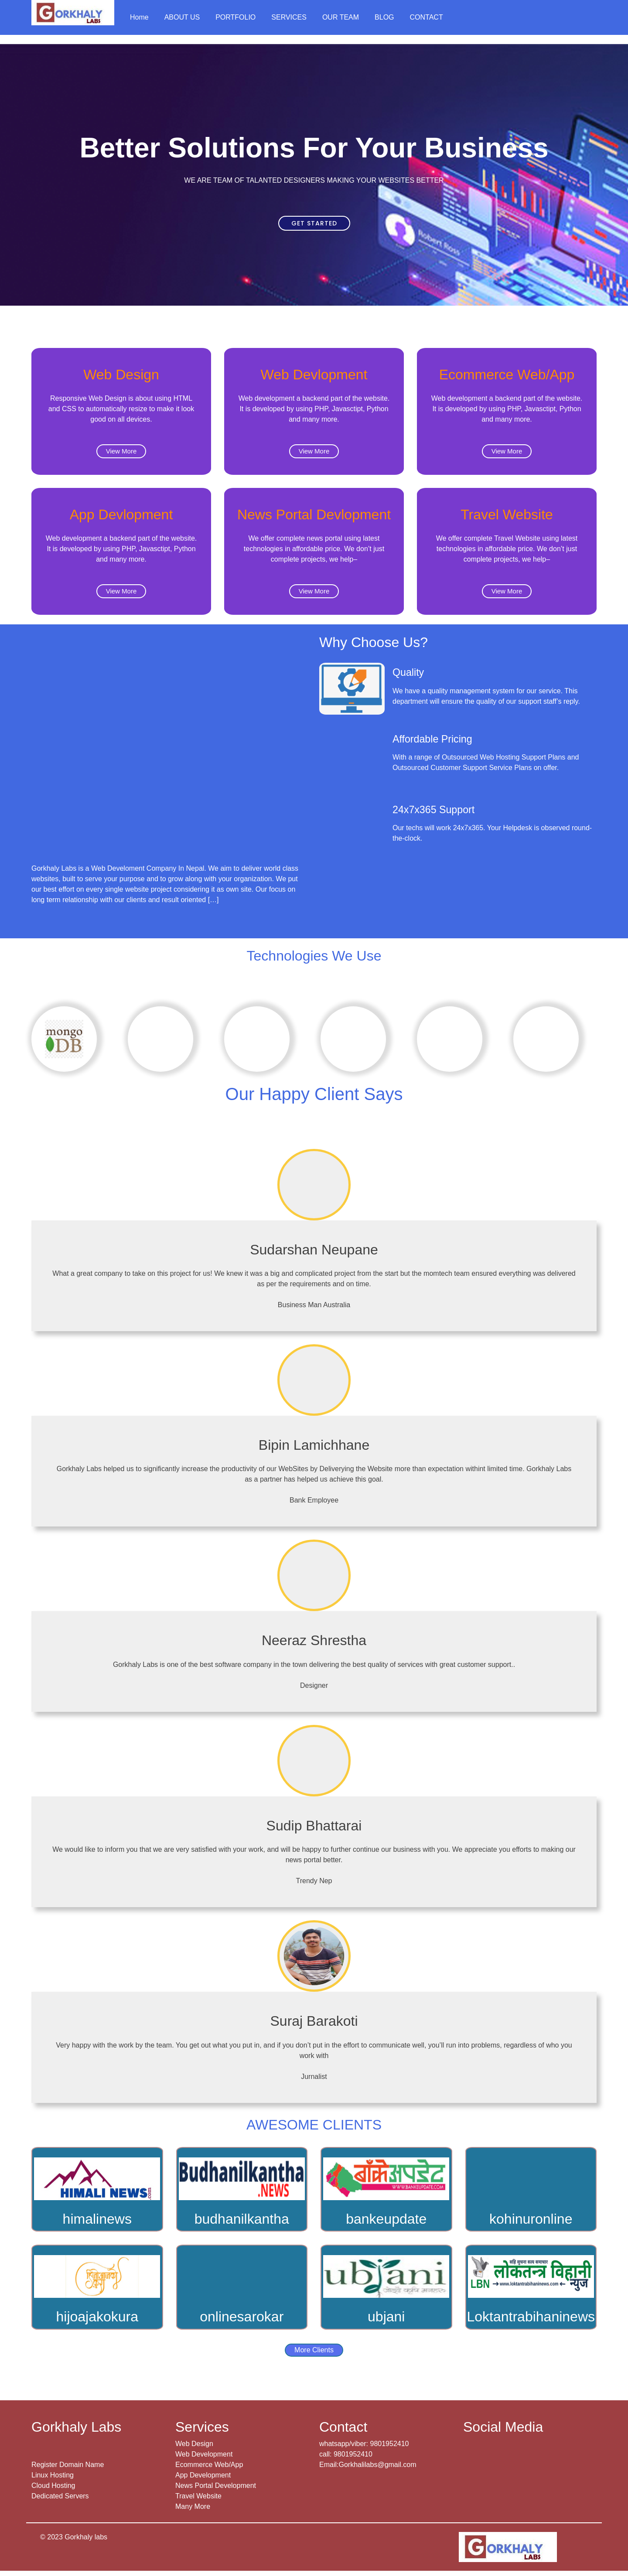 GORKHALY
LABS
Home ABOUT US PORTFOLIO SERVICES OUR TEAM BLOG CONTACT
Better Solutions For Your Business
WE ARE TEAM OF TALANTED DESIGNERS MAKING YOUR WEBSITES BETTER
GET STARTED
Robert Ross
Web Design
Responsive Web Design is about using HTML
and CSS to automatically resize to make it look
good on all devices.
View More
Web Devlopment
Web development a backend part of the website.
It is developed by using PHP, Javasctipt, Python
and many more.
View More
Ecommerce Web/App
Web development a backend part of the website.
It is developed by using PHP, Javasctipt, Python
and many more.
View More
App Devlopment
Web development a backend part of the website.
It is developed by using PHP, Javasctipt, Python
and many more.
View More
News Portal Devlopment
We offer complete news portal using latest
technologies in affordable price. We don't just
complete projects, we help–
View More
Travel Website
We offer complete Travel Website using latest
technologies in affordable price. We don't just
complete projects, we help–
View More
Gorkhaly Labs is a Web Develoment Company In Nepal. We aim to deliver world class
websites, built to serve your purpose and to grow along with your organization. We put
our best effort on every single website project considering it as own site. Our focus on
long term relationship with our clients and result oriented […]
Why Choose Us?
Quality
We have a quality management system for our service. This
department will ensure the quality of our support staff's reply.
Affordable Pricing
With a range of Outsourced Web Hosting Support Plans and
Outsourced Customer Support Service Plans on offer.
24x7x365 Support
Our techs will work 24x7x365. Your Helpdesk is observed round-
the-clock.
Technologies We Use
mongo
DB
Our Happy Client Says
Sudarshan Neupane
What a great company to take on this project for us! We knew it was a big and complicated project from the start but the momtech team ensured everything was delivered
as per the requirements and on time.
Business Man Australia
Bipin Lamichhane
Gorkhaly Labs helped us to significantly increase the productivity of our WebSites by Deliverying the Website more than expectation withint limited time. Gorkhaly Labs
as a partner has helped us achieve this goal.
Bank Employee
Neeraz Shrestha
Gorkhaly Labs is one of the best software company in the town delivering the best quality of services with great customer support..
Designer
Sudip Bhattarai
We would like to inform you that we are very satisfied with your work, and will be happy to further continue our business with you. We appreciate you efforts to making our
news portal better.
Trendy Nep
Suraj Barakoti
Very happy with the work by the team. You get out what you put in, and if you don't put in the effort to communicate well, you'll run into problems, regardless of who you
work with
Jurnalist
AWESOME CLIENTS
HIMALI NEWS.com
himalinews
Budhanilkantha
.NEWS
budhanilkantha
बाँके अपडेट
WWW.BANKEUPDATE.COM
bankeupdate
kohinuronline
hijoajakokura
onlinesarokar
ubjani
ubjani
लोकतन्त्र विहानी
LBN www.loktantrabihaninews.com न्युज
Loktantrabihaninews
More Clients
Gorkhaly Labs
Register Domain Name
Linux Hosting
Cloud Hosting
Dedicated Servers
Services
Web Design
Web Development
Ecommerce Web/App
App Development
News Portal Development
Travel Website
Many More
Contact
whatsapp/viber: 9801952410
call: 9801952410
Email:Gorkhalilabs@gmail.com
Social Media
© 2023 Gorkhaly labs
GORKHALY
LABS